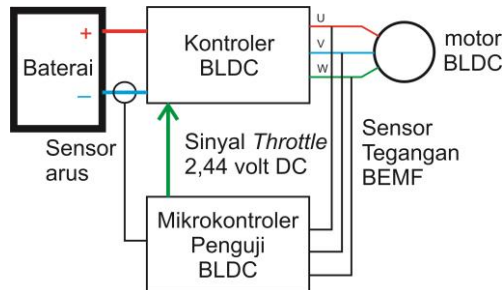 +
Baterai
–
Kontroler
BLDC
U
V
W
motor
BLDC
Sensor
arus
Sinyal Throttle
2,44 volt DC
Sensor
Tegangan
BEMF
Mikrokontroler
Penguji
BLDC